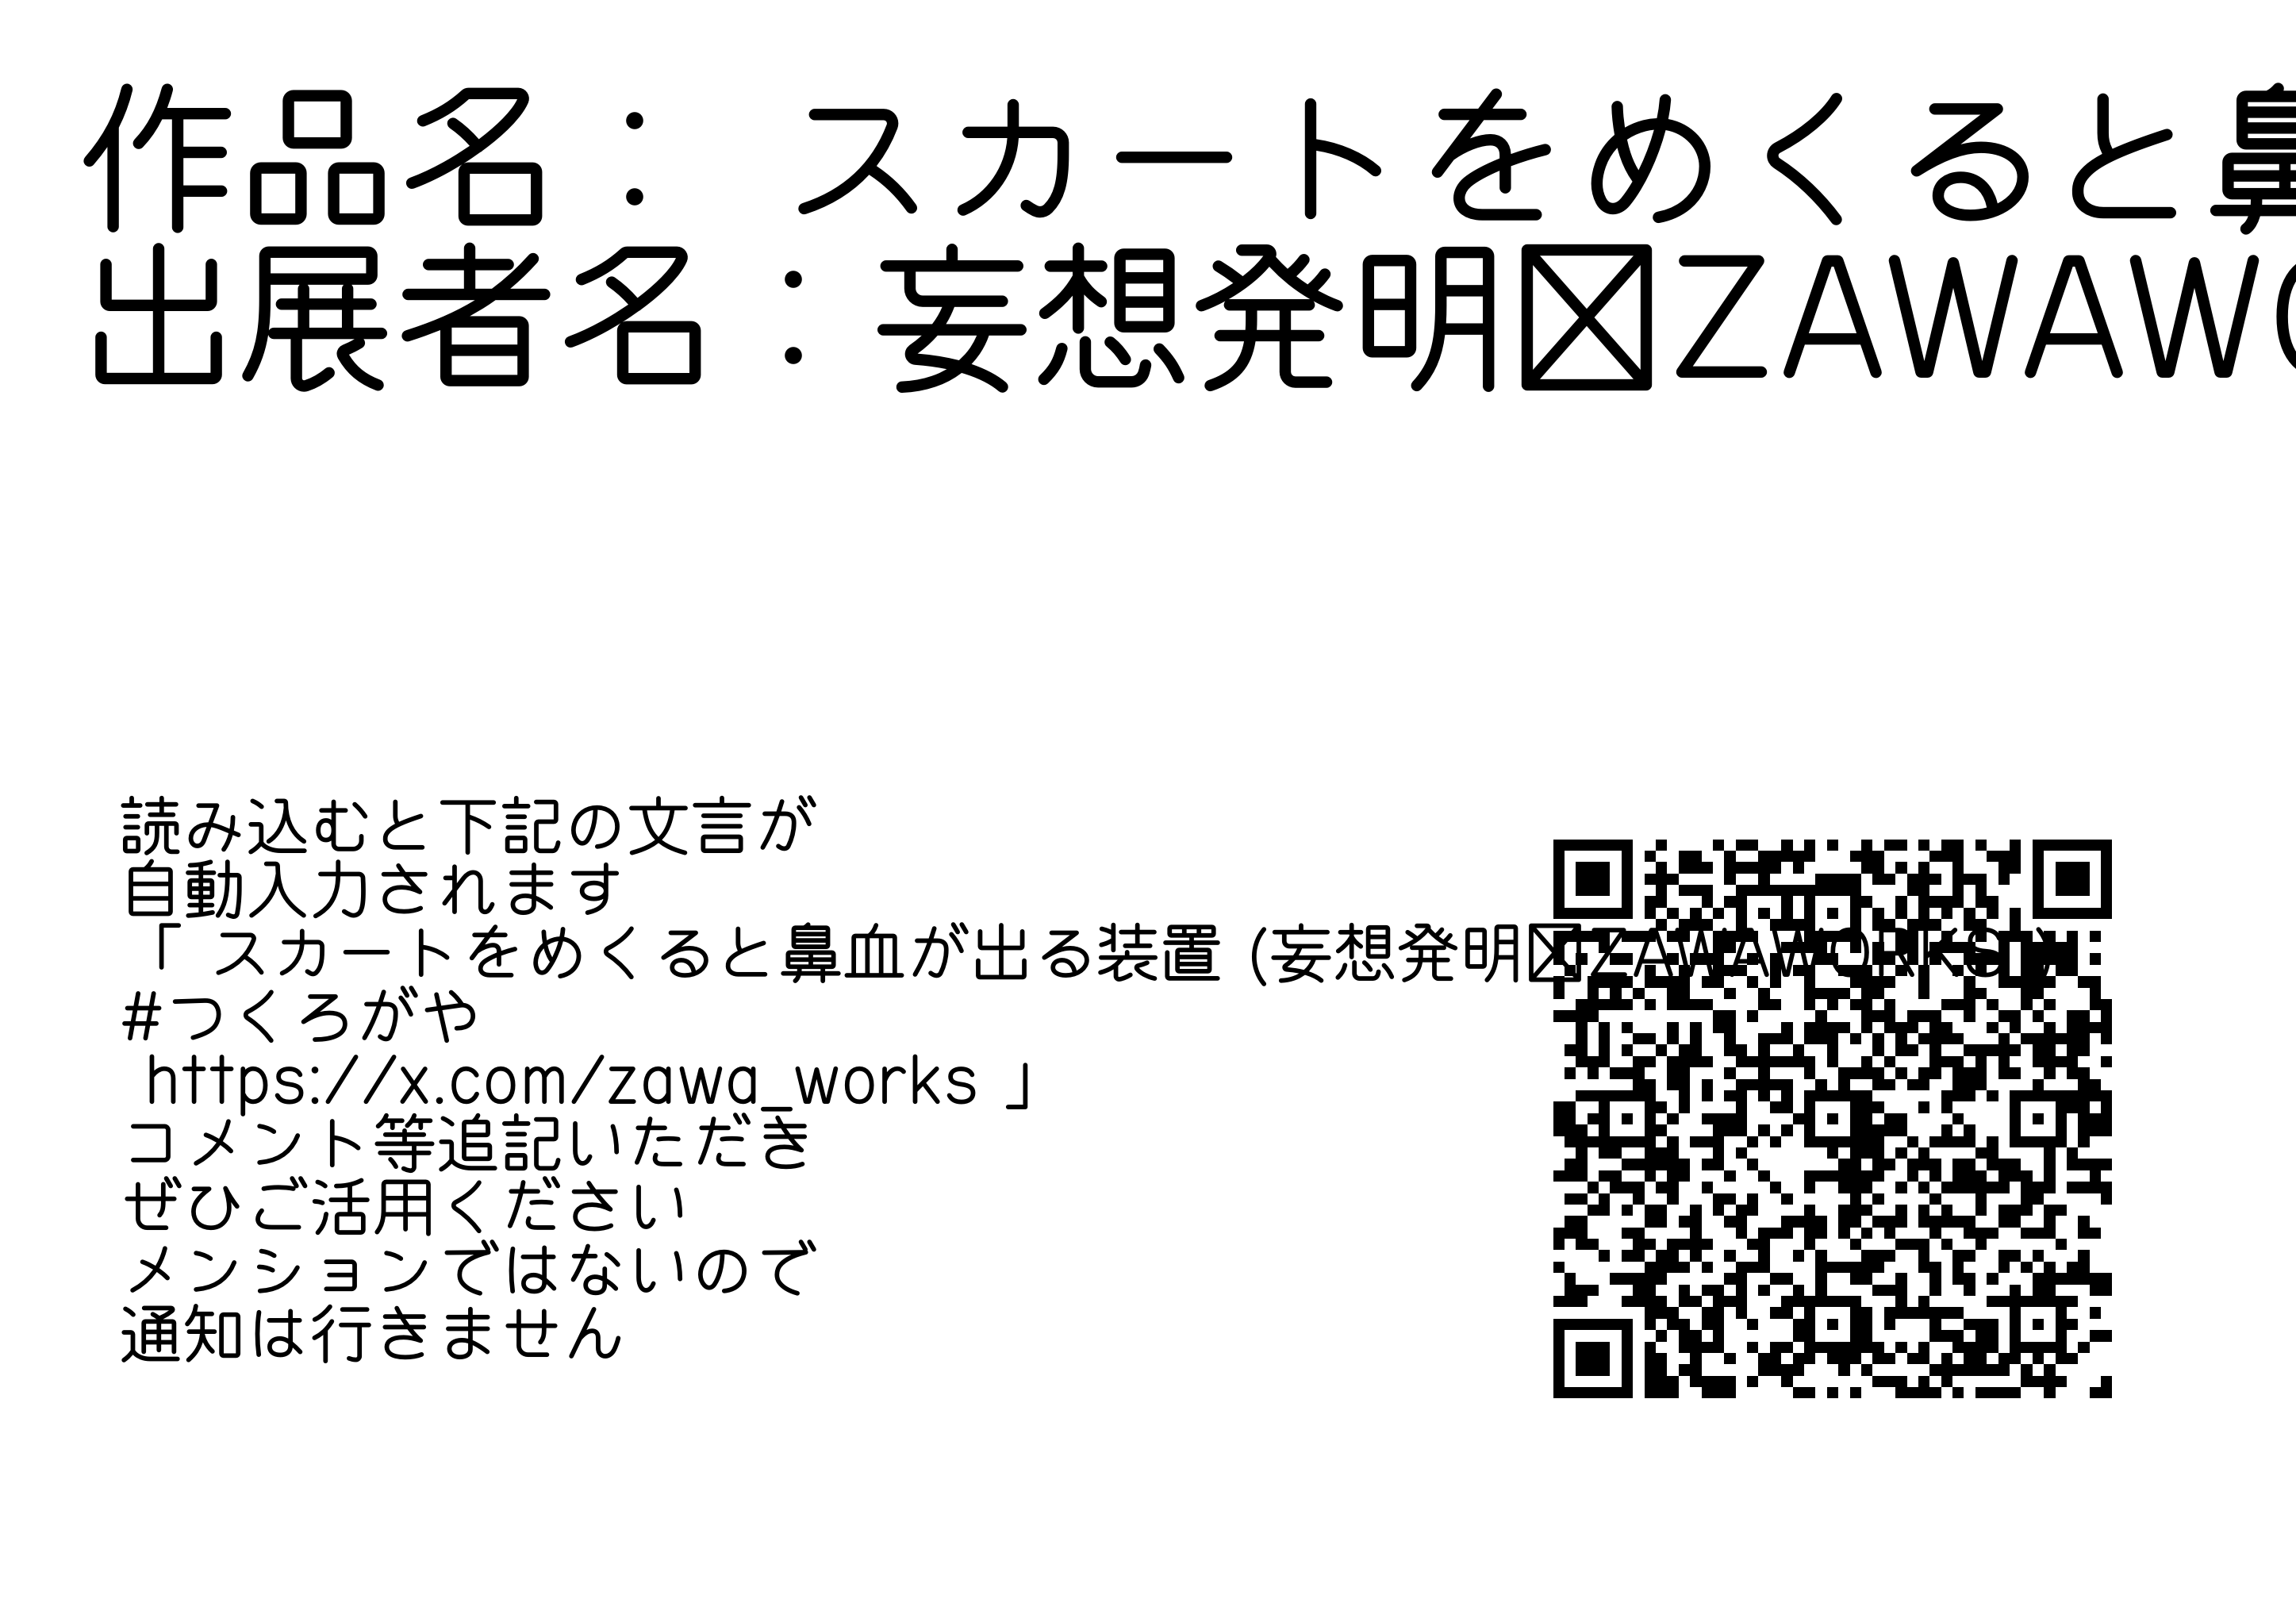 作品名： スカートをめくると鼻
出展者名：妄想発明☒ZAWAWO
読み込むと下記の文言が
自動入力されます
「スカートをめくると鼻血が出る装置（妄想発明☒ZAWAWORKS）
#つくろがや
https://x.com/zawa_works 」
コメント等追記いただき
ぜひご活用ください
メンションではないので
通知は行きません